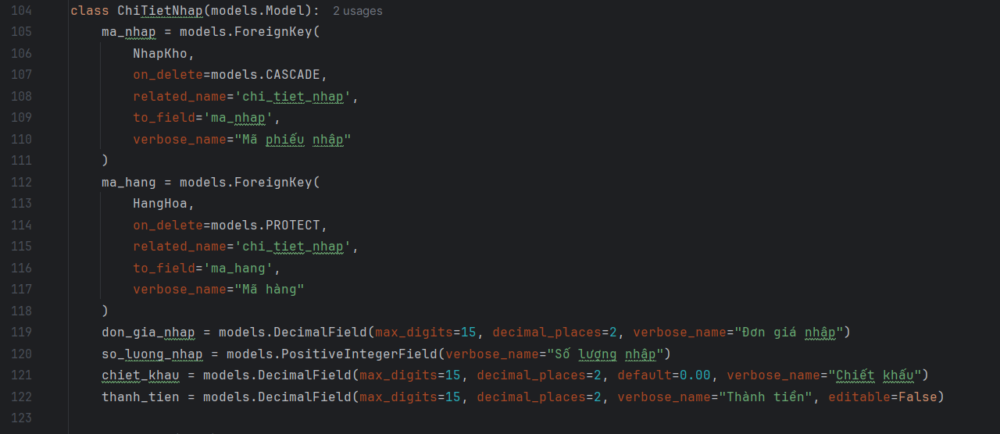 104 class ChiTietNhap(models.Model): 2 usages
105 ma_nhap = models.ForeignKey(
106 NhapKho,
107 on_delete=models.CASCADE,
108 related_name='chi_tiet_nhap',
109 to_field='ma_nhap',
110 verbose_name="Mã phiếu nhập"
111 )
112 ma_hang = models.ForeignKey(
113 HangHoa,
114 on_delete=models.PROTECT,
115 related_name='chi_tiet_nhap',
116 to_field='ma_hang',
117 verbose_name="Mã hàng"
118 )
119 don_gia_nhap = models.DecimalField(max_digits=15, decimal_places=2, verbose_name="Đơn giá nhập")
120 so_luong_nhap = models.PositiveIntegerField(verbose_name="Số lượng nhập")
121 chiet_khau = models.DecimalField(max_digits=15, decimal_places=2, default=0.00, verbose_name="Chiết khấu")
122 thanh_tien = models.DecimalField(max_digits=15, decimal_places=2, verbose_name="Thành tiền", editable=False)
123